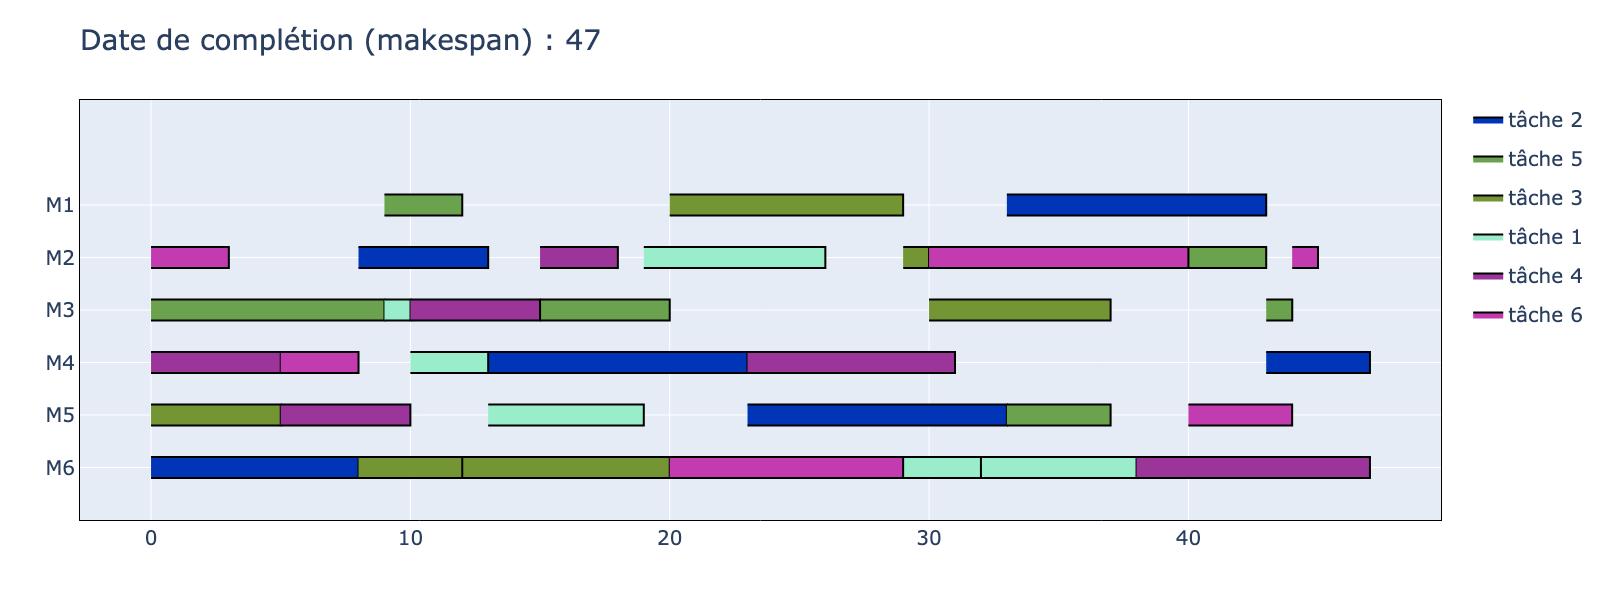 Date de complétion (makespan) : 47
tâche 2
tâche 5
tâche 3
tâche 1
tâche 4
tâche 6
M1
M2
M3
M4
M5
M6
0 10 20 30 40